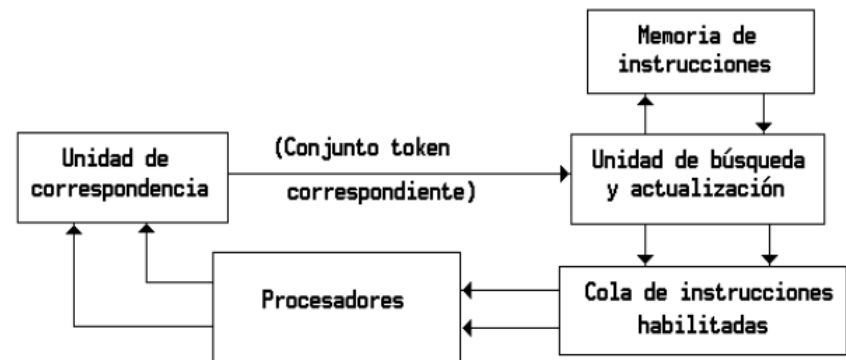 Memoria de
instrucciones
Unidad de
correspondencia
(Conjunto token
correspondiente)
Unidad de búsqueda
y actualización
Procesadores
Cola de instrucciones
habilitadas